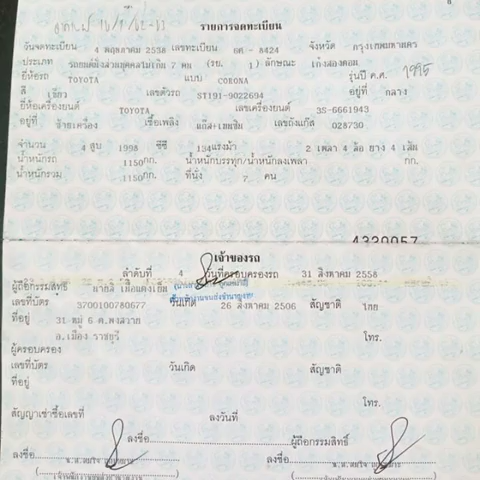 8
รายการจดทะเบียน
วันจดทะเบียน 4 พฤษภาคม 2538 เลขทะเบียน 8424 จังหวัด กรุงเทพมหานคร
ประเภท รถยนต์นั่งส่วนบุคคลไม่เกิน 7 คน (รย. 1) ลักษณะ เก๋งสองตอน
ยี่ห้อรถ TOYOTA แบบ CORONA รุ่นปี ค.ศ. 1995
สี เขียว เลขตัวรถ ST191-9022694 อยู่ที่ กลาง
ยี่ห้อเครื่องยนต์ TOYOTA เลขเครื่องยนต์ 3S-6661943
อยู่ที่ ซ้ายเครื่อง เชื้อเพลิง แก๊ส+เบนซิน เลขถังแก๊ส 028730
จำนวน 4 สูบ 1998 ซีซี 134แรงม้า 2 เพลา 4 ล้อ ยาง 4 เส้น
น้ำหนักรถ 1150กก. น้ำหนักบรรทุก/น้ำหนักลงเพลา กก.
น้ำหนักรวม 1150กก. ที่นั่ง 7 คน
4320057
เจ้าของรถ
ลำดับที่ 4 วันที่ครอบครองรถ 31 สิงหาคม 2558
ผู้ถือกรรมสิทธิ์
เลขที่บัตร 3700100780677 วันเกิด 26 สิงหาคม 2506 สัญชาติ ไทย
ที่อยู่ 31 หมู่ 6 ต.พงสวาย
อ.เมือง ราชบุรี โทร.
ผู้ครอบครอง
เลขที่บัตร วันเกิด สัญชาติ
ที่อยู่
โทร.
สัญญาเช่าซื้อเลขที่ ลงวันที่
ลงชื่อ ผู้ถือกรรมสิทธิ์
ลงชื่อ ลงชื่อ